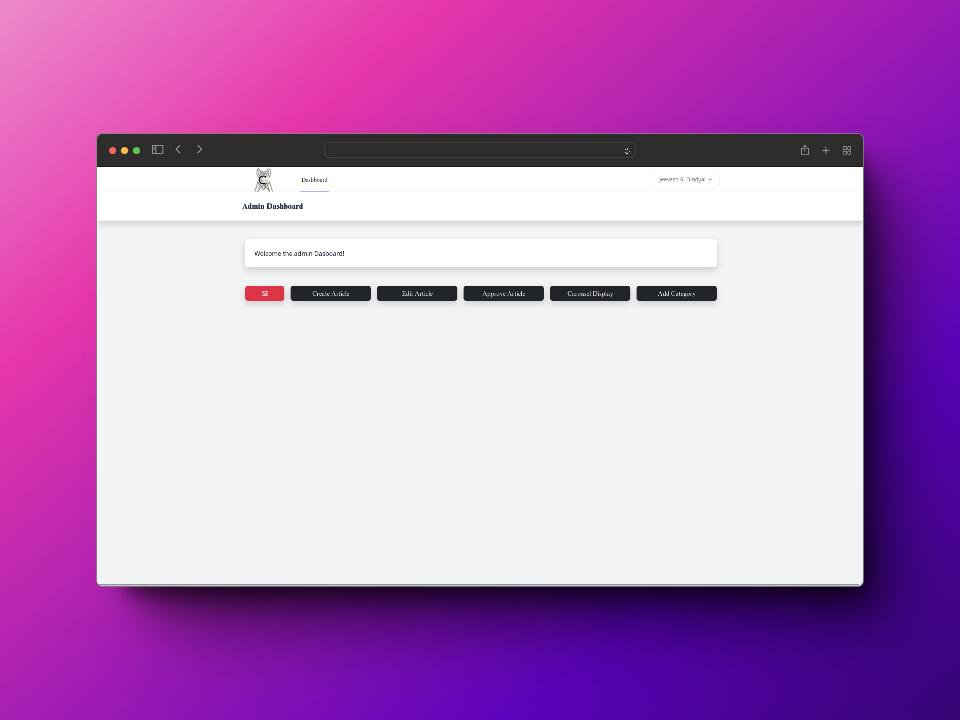 Dashboard
Jeevesh R. Dindyal
Admin Dashboard
Welcome the admin Dasboard!
Create Article
Edit Article
Approve Article
Carousel Display
Add Category